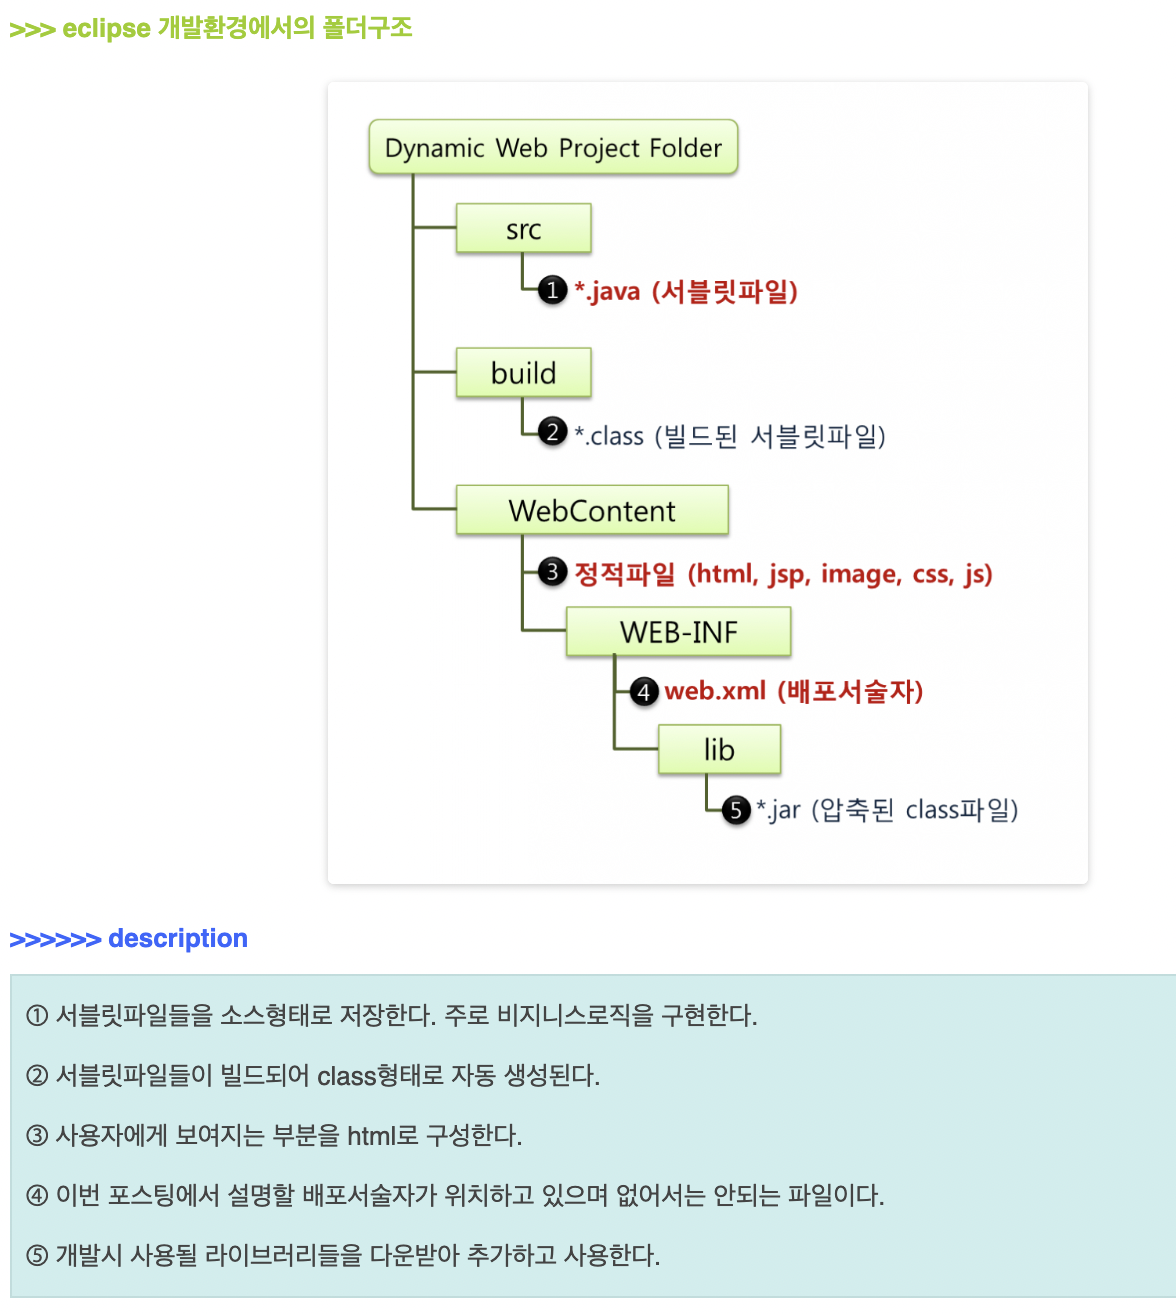 >>> eclipse 개발환경에서의 폴더구조
Dynamic Web Project Folder
src
1 *.java (서블릿파일)
build
2 *.class (빌드된 서블릿파일)
WebContent
3 정적파일 (html, jsp, image, css, js)
WEB-INF
4 web.xml (배포서술자)
lib
5 *.jar (압축된 class파일)
>>>>>> description
① 서블릿파일들을 소스형태로 저장한다. 주로 비지니스로직을 구현한다.
② 서블릿파일들이 빌드되어 class형태로 자동 생성된다.
③ 사용자에게 보여지는 부분을 html로 구성한다.
④ 이번 포스팅에서 설명할 배포서술자가 위치하고 있으며 없어서는 안되는 파일이다.
⑤ 개발시 사용될 라이브러리들을 다운받아 추가하고 사용한다.